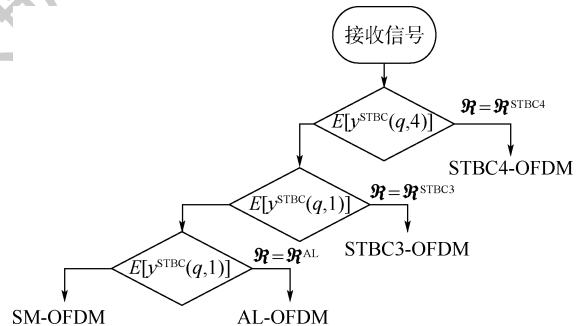 接收信号
E[y^STBC(q,4)]
ℜ=ℜ^STBC4
STBC4-OFDM
E[y^STBC(q,1)]
ℜ=ℜ^STBC3
STBC3-OFDM
E[y^STBC(q,1)]
ℜ=ℜ^AL
SM-OFDM
AL-OFDM